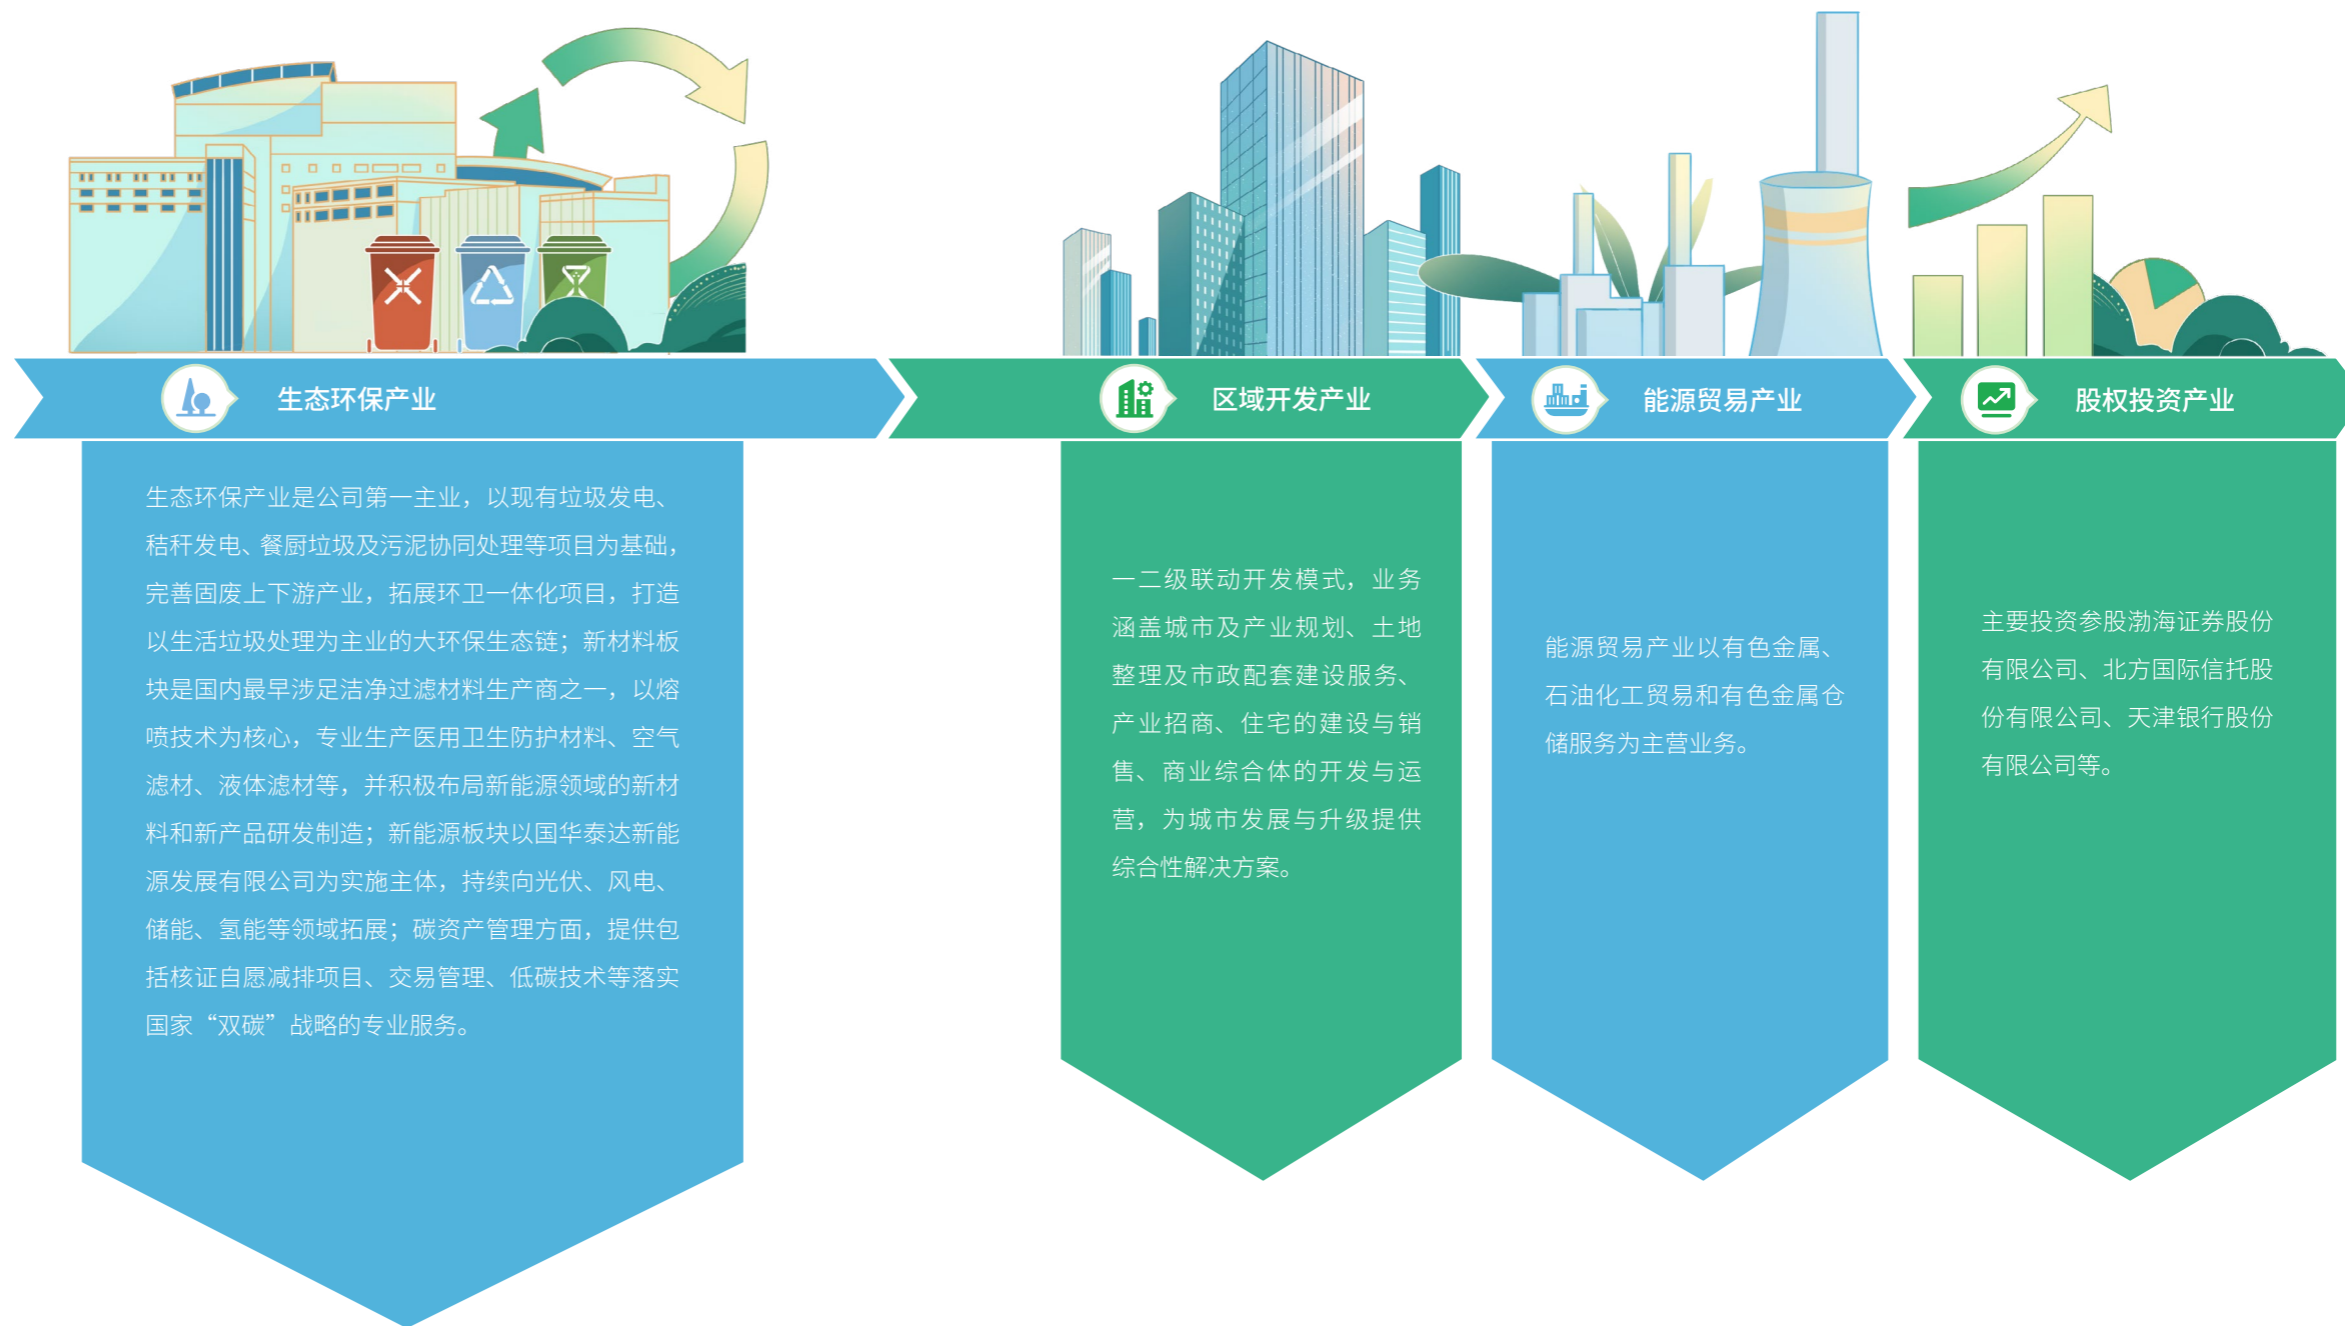 生态环保产业
生态环保产业是公司第一主业，以现有垃圾发电、
秸秆发电、餐厨垃圾及污泥协同处理等项目为基础，
完善固废上下游产业，拓展环卫一体化项目，打造
以生活垃圾处理为主业的大环保生态链；新材料板
块是国内最早涉足洁净过滤材料生产商之一，以熔
喷技术为核心，专业生产医用卫生防护材料、空气
滤材、液体滤材等，并积极布局新能源领域的新材
料和新产品研发制造；新能源板块以国华泰达新能
源发展有限公司为实施主体，持续向光伏、风电、
储能、氢能等领域拓展；碳资产管理方面，提供包
括核证自愿减排项目、交易管理、低碳技术等落实
国家“双碳”战略的专业服务。
区域开发产业
一二级联动开发模式，业务
涵盖城市及产业规划、土地
整理及市政配套建设服务、
产业招商、住宅的建设与销
售、商业综合体的开发与运
营，为城市发展与升级提供
综合性解决方案。
能源贸易产业
能源贸易产业以有色金属、
石油化工贸易和有色金属仓
储服务为主营业务。
股权投资产业
主要投资参股渤海证券股份
有限公司、北方国际信托股
份有限公司、天津银行股份
有限公司等。